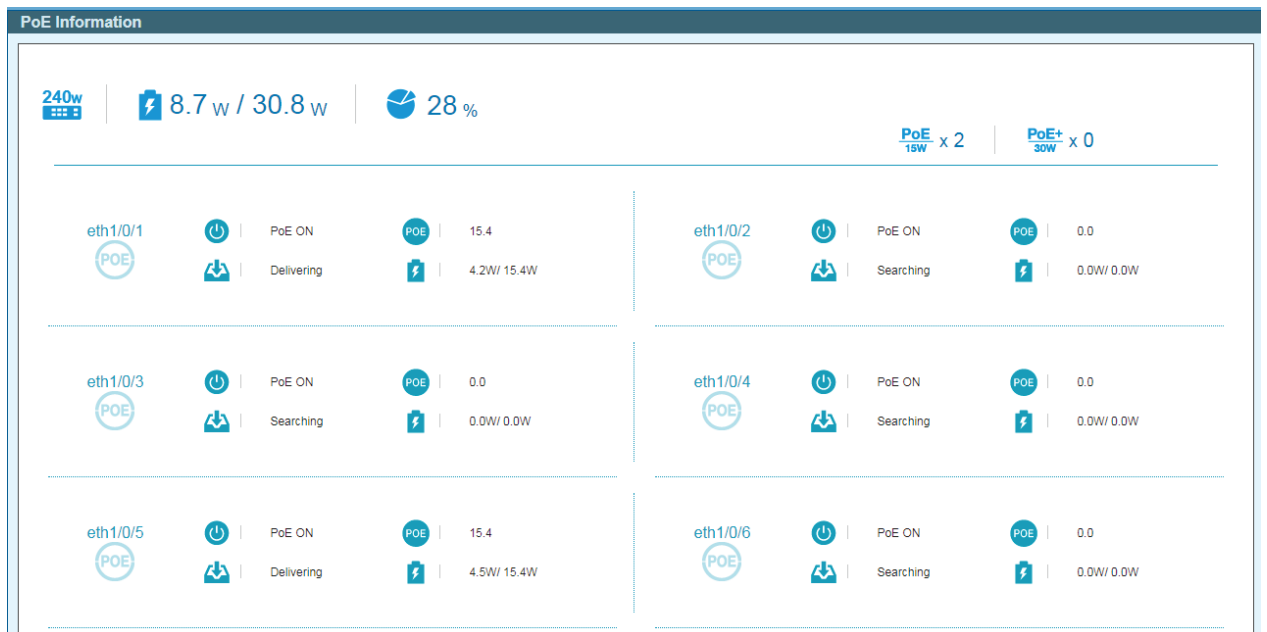 PoE Information
240w
8.7 W / 30.8 W
28 %
PoE
15W
x 2
PoE+
30W
x 0
eth1/0/1
POE
PoE ON
POE
15.4
Delivering
4.2W/ 15.4W
eth1/0/2
POE
PoE ON
POE
0.0
Searching
0.0W/ 0.0W
eth1/0/3
POE
PoE ON
POE
0.0
Searching
0.0W/ 0.0W
eth1/0/4
POE
PoE ON
POE
0.0
Searching
0.0W/ 0.0W
eth1/0/5
POE
PoE ON
POE
15.4
Delivering
4.5W/ 15.4W
eth1/0/6
POE
PoE ON
POE
0.0
Searching
0.0W/ 0.0W